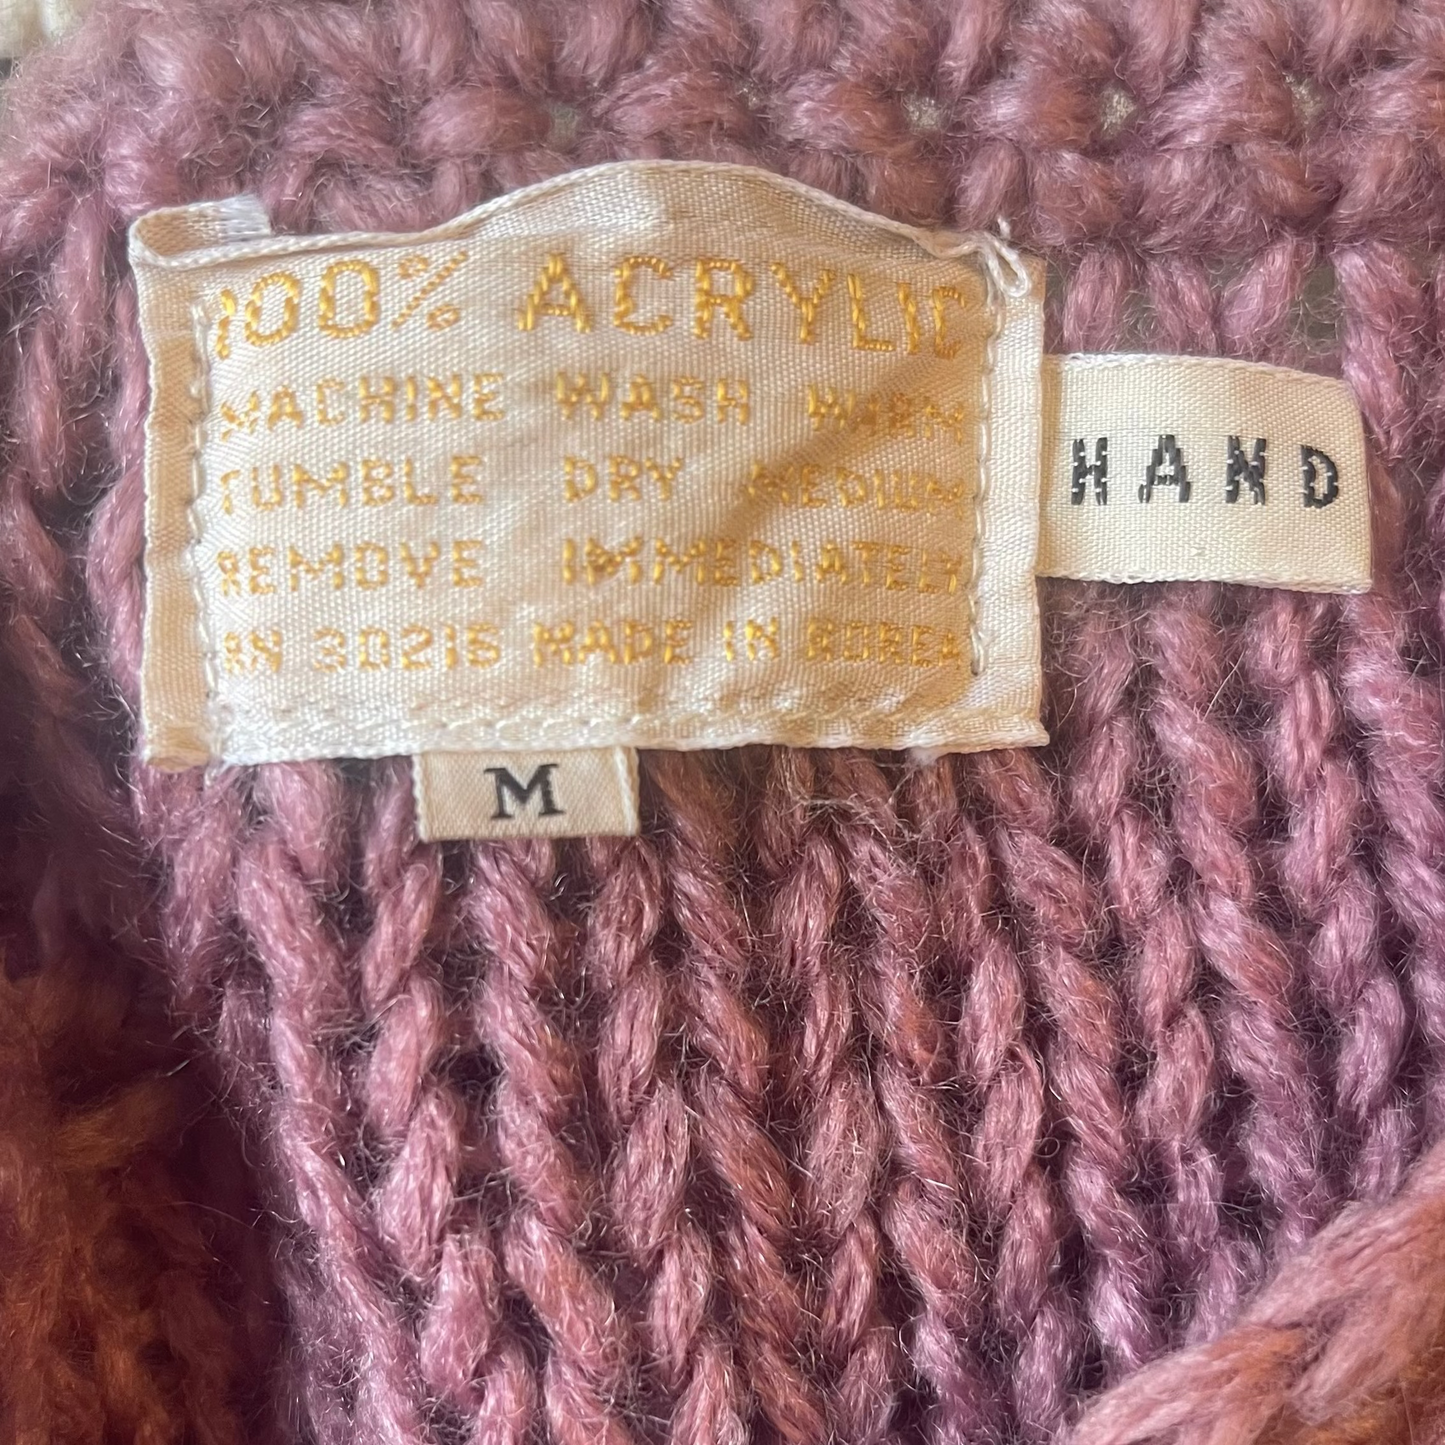 100% ACRYLIC
MACHINE WASH WARM
TUMBLE DRY MEDIUM
REMOVE IMMEDIATELY
RN 30215 MADE IN KOREA
HAND
M